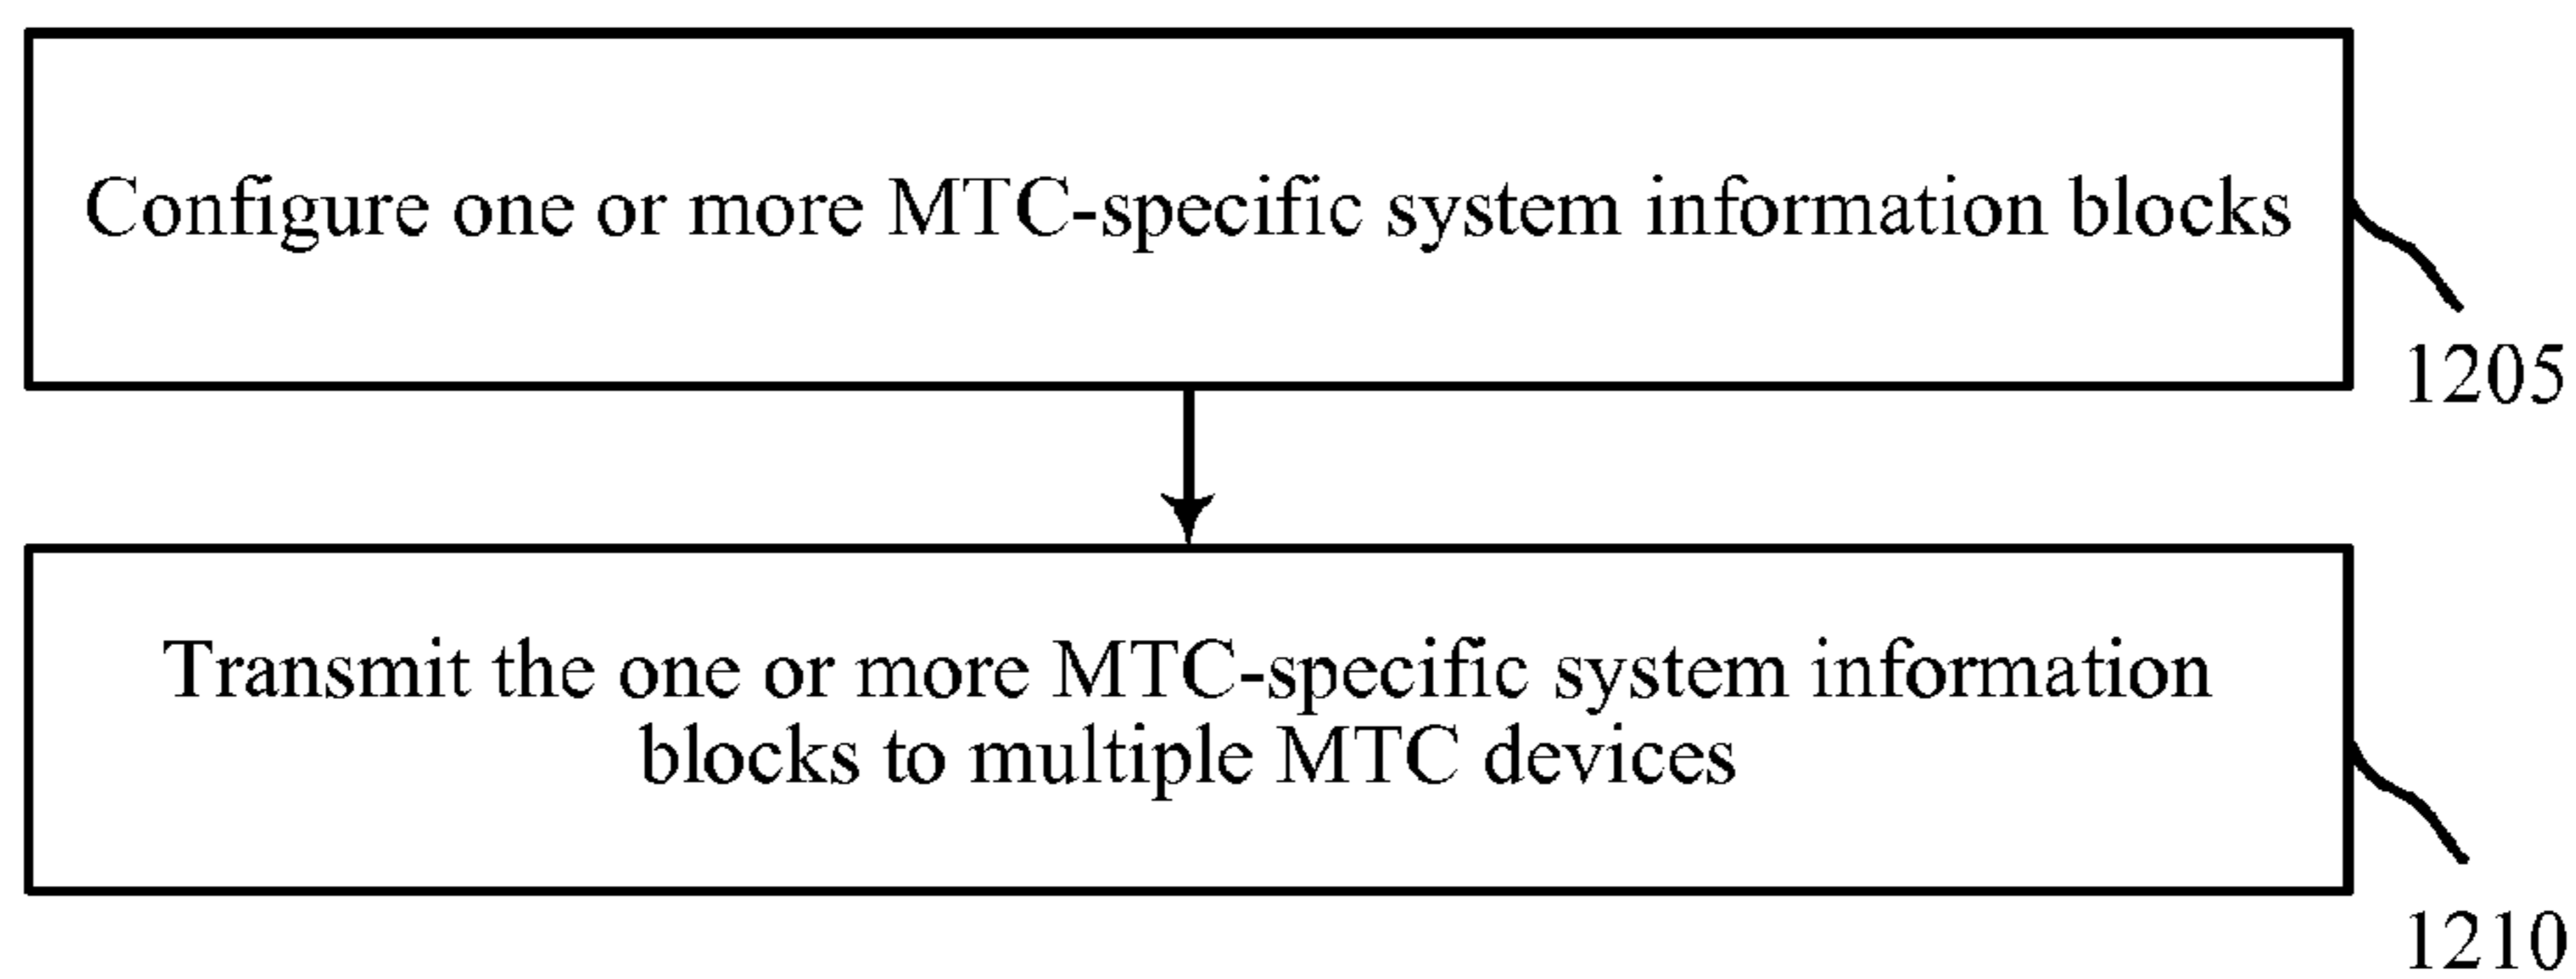 Configure one or more MTC-specific system information blocks
1205
Transmit the one or more MTC-specific system information
blocks to multiple MTC devices
1210